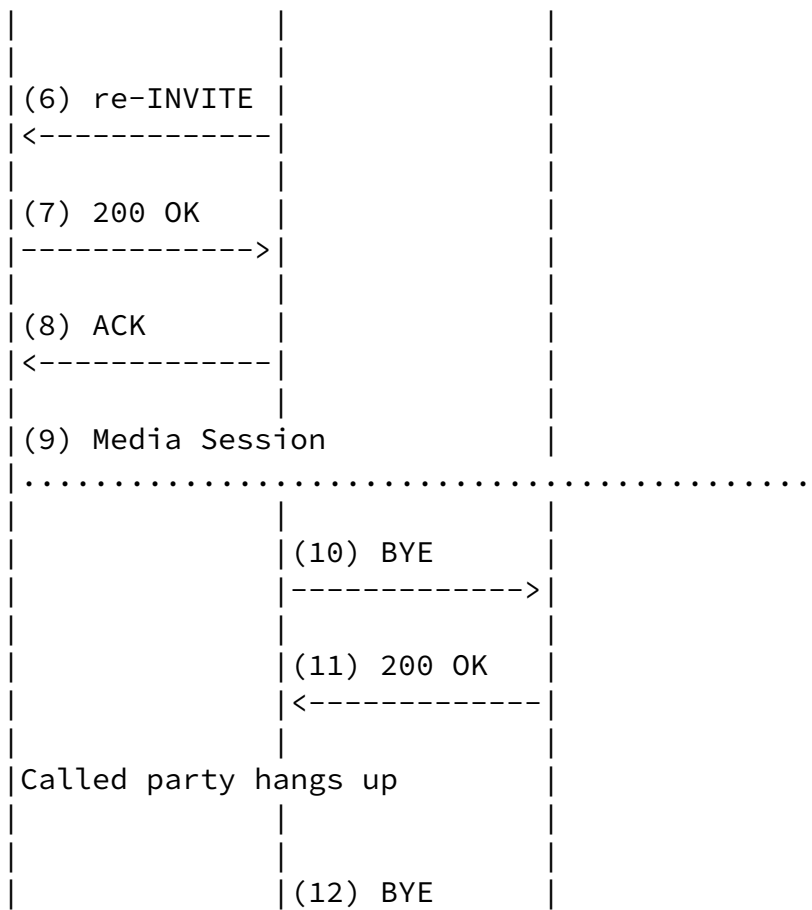 (6) re-INVITE
(7) 200 OK
(8) ACK
(9) Media Session
(10) BYE
(11) 200 OK
Called party hangs up
(12) BYE